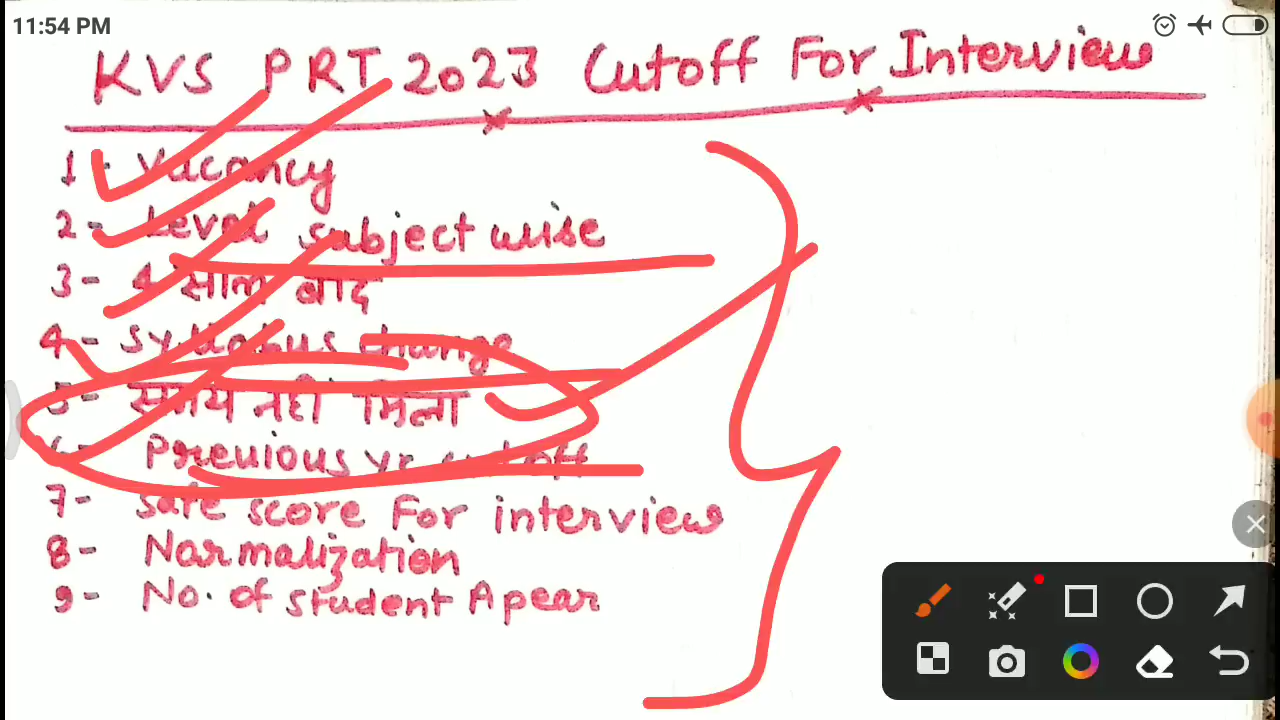 11:54 PM
KVS PRT 2023 Cutoff For Interview
1- Vacancy
2- Level subject wise
3- 4 साल बाद
4- Syllabus change
5- समय नही मिला
6- Previous yr cutoff
7- safe score For interview
8- Narmalization
9- No. of student Apear